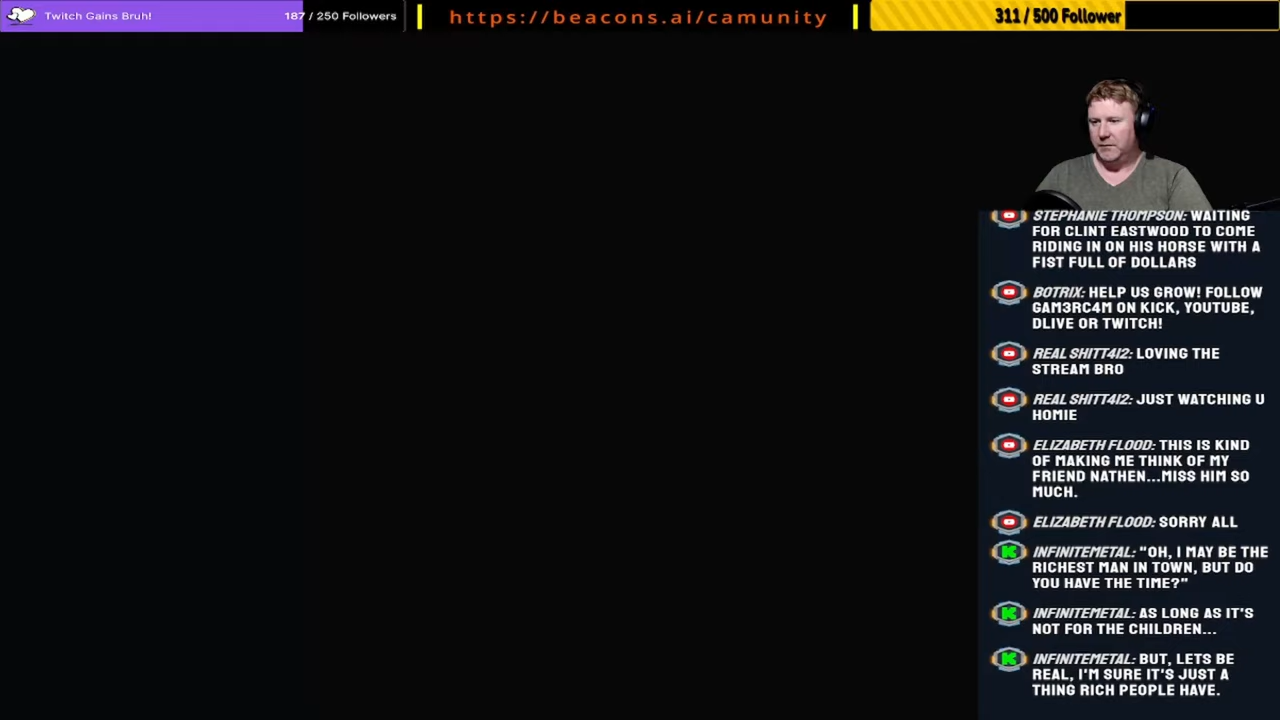 Twitch Gains Bruh!
187 / 250 Followers
https://beacons.ai/camunity
311 / 500 Follower
STEPHANIE THOMPSON: WAITING
FOR CLINT EASTWOOD TO COME
RIDING IN ON HIS HORSE WITH A
FIST FULL OF DOLLARS
BOTRIX: HELP US GROW! FOLLOW
GAM3RC4M ON KICK, YOUTUBE,
DLIVE OR TWITCH!
REAL SHITT412: LOVING THE
STREAM BRO
REAL SHITT412: JUST WATCHING U
HOMIE
ELIZABETH FLOOD: THIS IS KIND
OF MAKING ME THINK OF MY
FRIEND NATHEN...MISS HIM SO
MUCH.
ELIZABETH FLOOD: SORRY ALL
INFINITEMETAL: "OH, I MAY BE THE
RICHEST MAN IN TOWN, BUT DO
YOU HAVE THE TIME?"
INFINITEMETAL: AS LONG AS IT'S
NOT FOR THE CHILDREN...
INFINITEMETAL: BUT, LETS BE
REAL, I'M SURE IT'S JUST A
THING RICH PEOPLE HAVE.